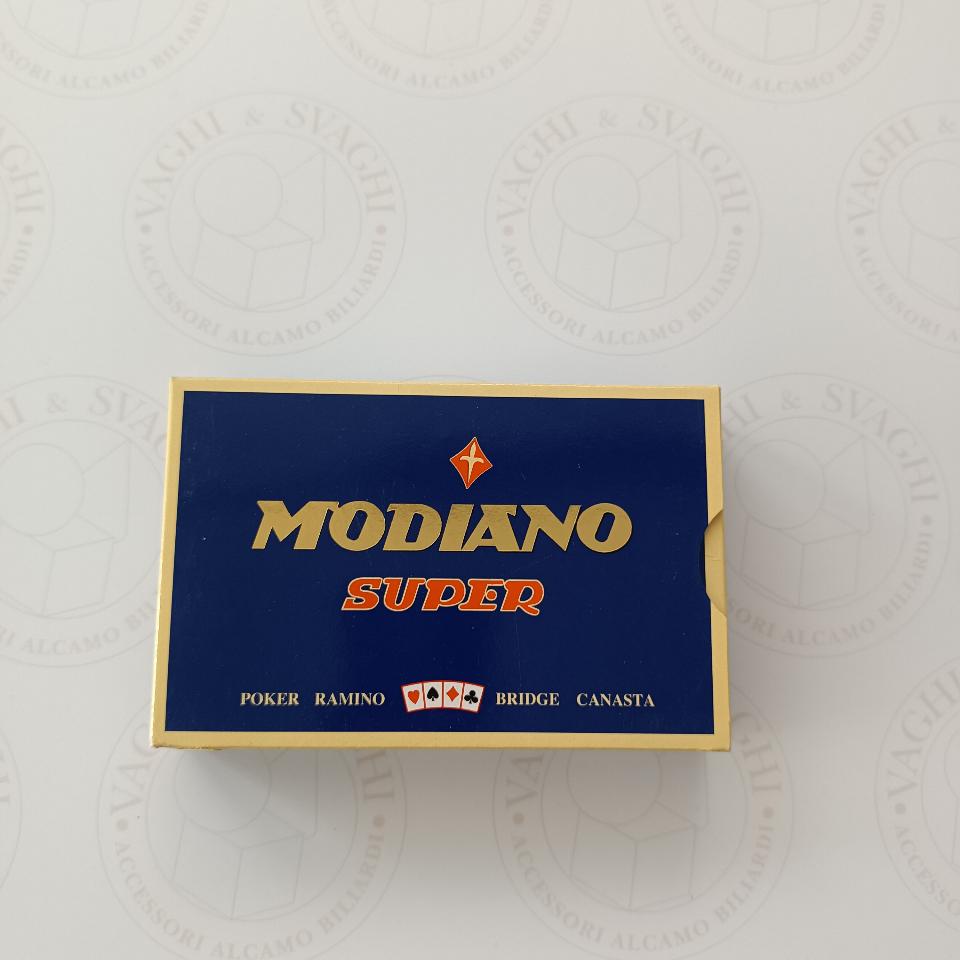 MODIANO
SUPER
POKER RAMINO BRIDGE CANASTA
VAGHI & SVAGHI
ACCESSORI ALCAMO BILIARDI